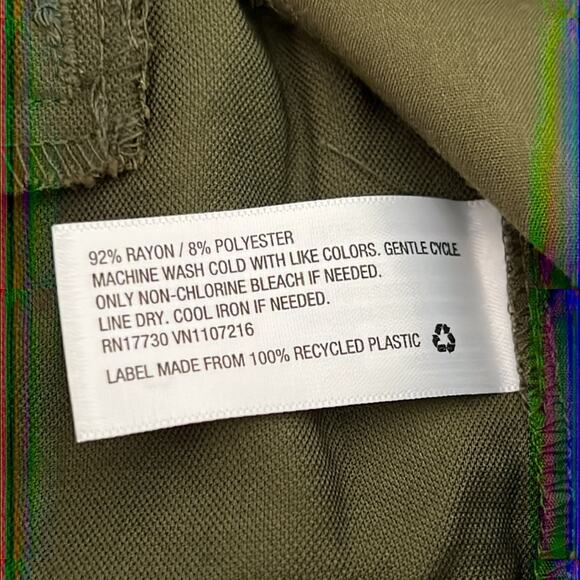 92% RAYON / 8% POLYESTER
MACHINE WASH COLD WITH LIKE COLORS. GENTLE CYCLE.
ONLY NON-CHLORINE BLEACH IF NEEDED.
LINE DRY. COOL IRON IF NEEDED.
RN17730 VN1107216
LABEL MADE FROM 100% RECYCLED PLASTIC